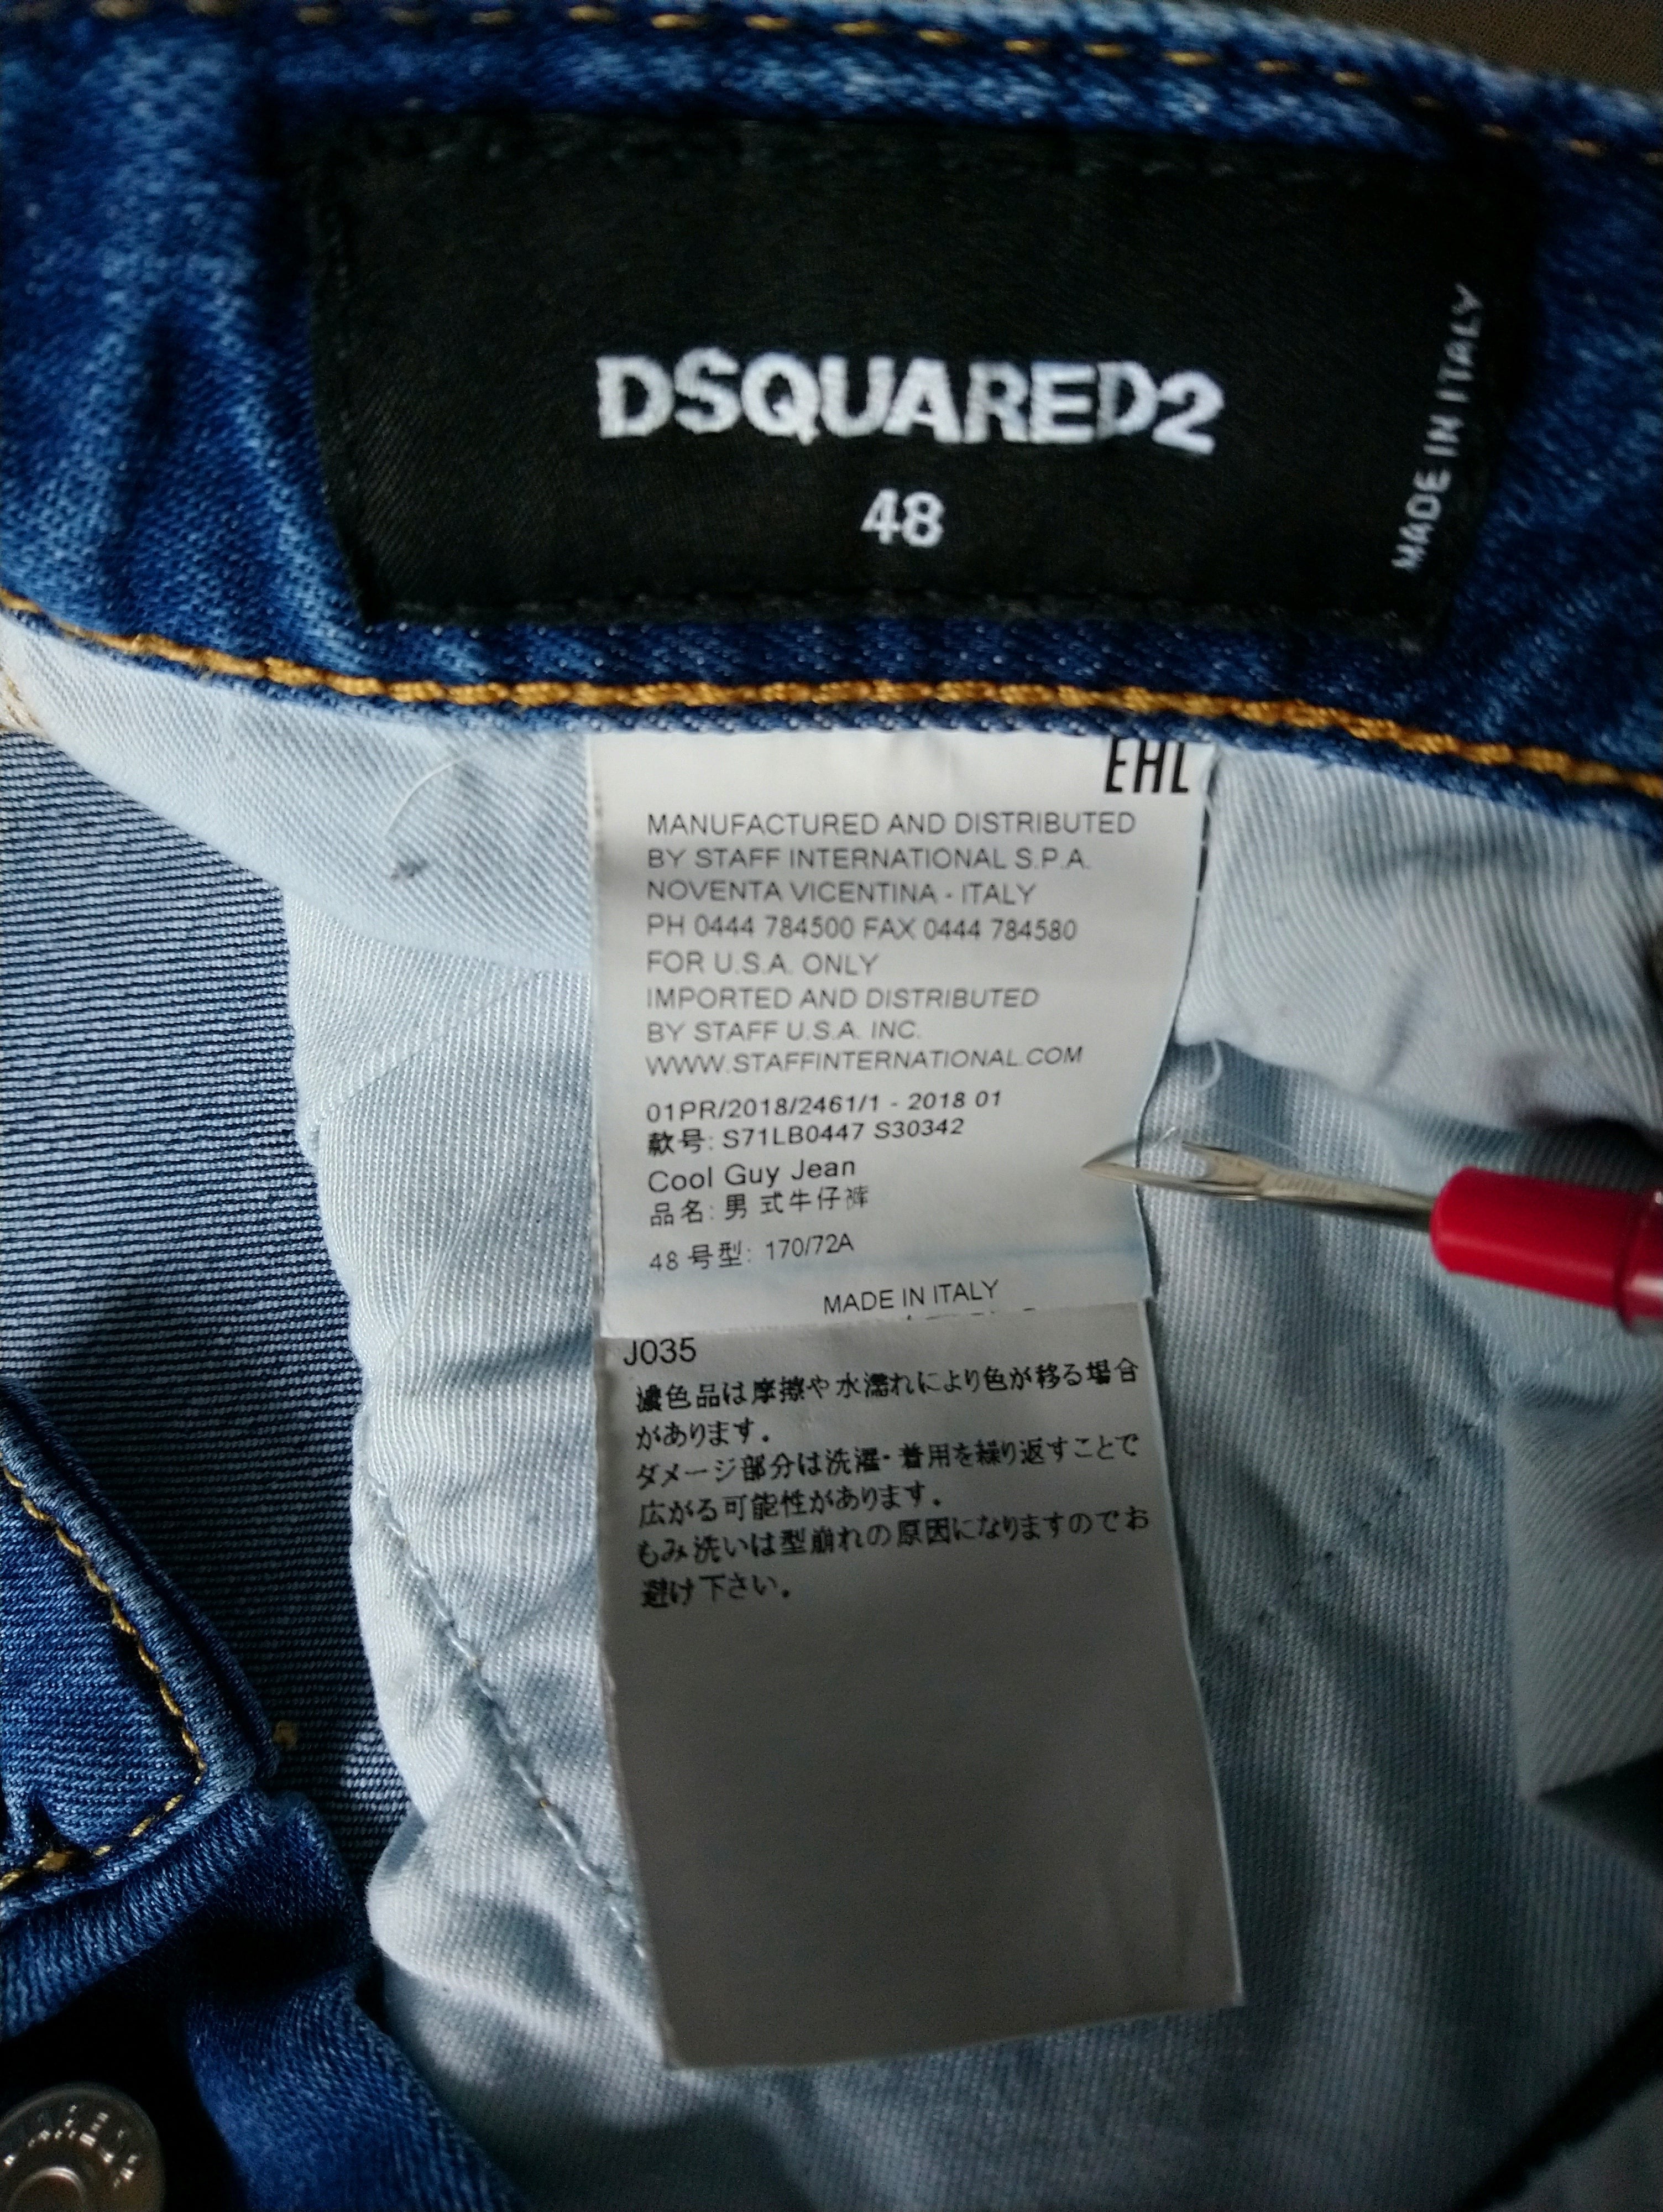 DSQUARED2
48
MADE IN ITALY
EHL
MANUFACTURED AND DISTRIBUTED
BY STAFF INTERNATIONAL S.P.A.
NOVENTA VICENTINA - ITALY
PH 0444 784500 FAX 0444 784580
FOR U.S.A. ONLY
IMPORTED AND DISTRIBUTED
BY STAFF U.S.A. INC.
WWW.STAFFINTERNATIONAL.COM
01PR/2018/2461/1 - 2018 01
款号: S71LB0447 S30342
Cool Guy Jean
品名: 男 式牛仔裤
48 号型: 170/72A
MADE IN ITALY
J035
濃色品は摩擦や水濡れにより色が移る場合
があります。
ダメージ部分は洗濯・着用を繰り返すことで
広がる可能性があります。
もみ洗いは型崩れの原因になりますのでお
避け下さい。
CHINA